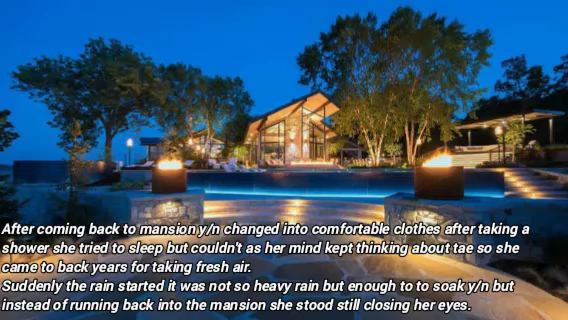 After coming back to mansion y/n changed into comfortable clothes after taking a
shower she tried to sleep but couldn't as her mind kept thinking about tae so she
came to back years for taking fresh air.
Suddenly the rain started it was not so heavy rain but enough to to soak y/n but
instead of running back into the mansion she stood still closing her eyes.